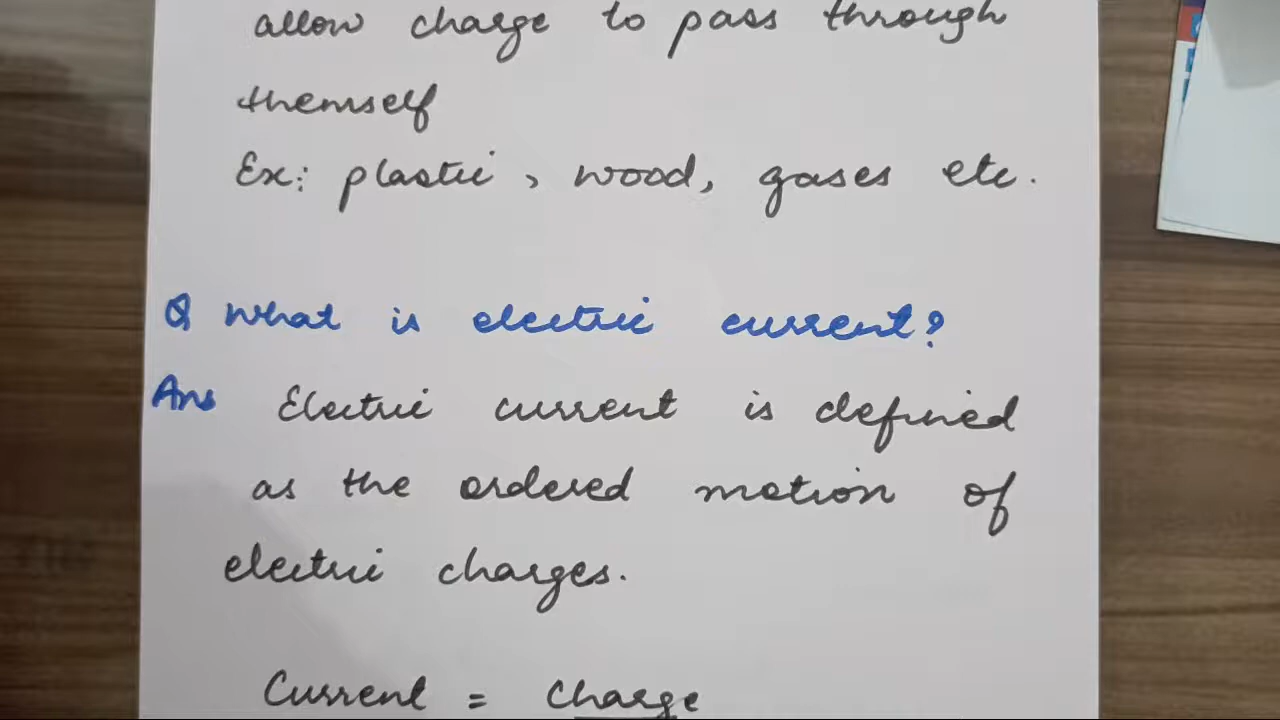 allow charge to pass through
themself
Ex: plastic, wood, gases etc.
Q What is electric current?
Ans Electric current is defined
as the ordered motion of
electric charges.
Current = Charge